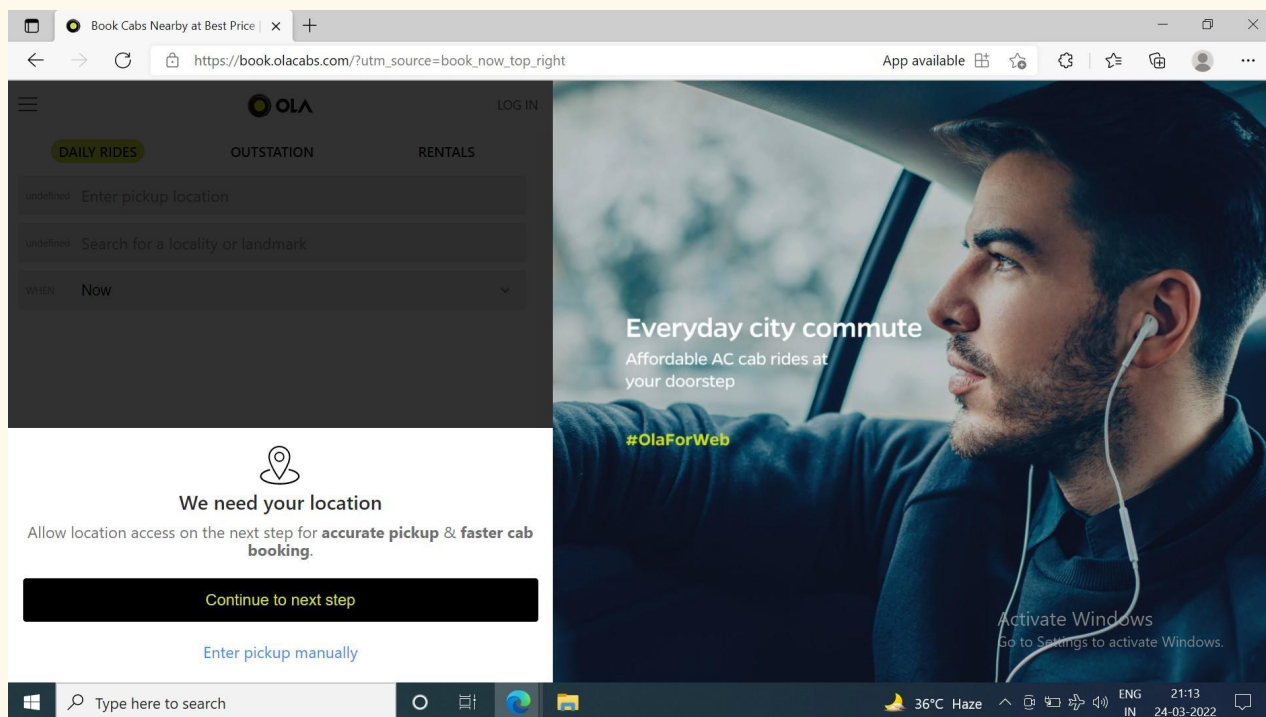 Book Cabs Nearby at Best Price |
https://book.olacabs.com/?utm_source=book_now_top_right
App available
OLA
LOG IN
DAILY RIDES
OUTSTATION
RENTALS
undefined Enter pickup location
undefined Search for a locality or landmark
WHEN Now
We need your location
Allow location access on the next step for accurate pickup & faster cab
booking.
Continue to next step
Enter pickup manually
Everyday city commute
Affordable AC cab rides at
your doorstep
#OlaForWeb
Activate Windows
Go to Settings to activate Windows.
Type here to search
36°C Haze
ENG
IN
21:13
24-03-2022